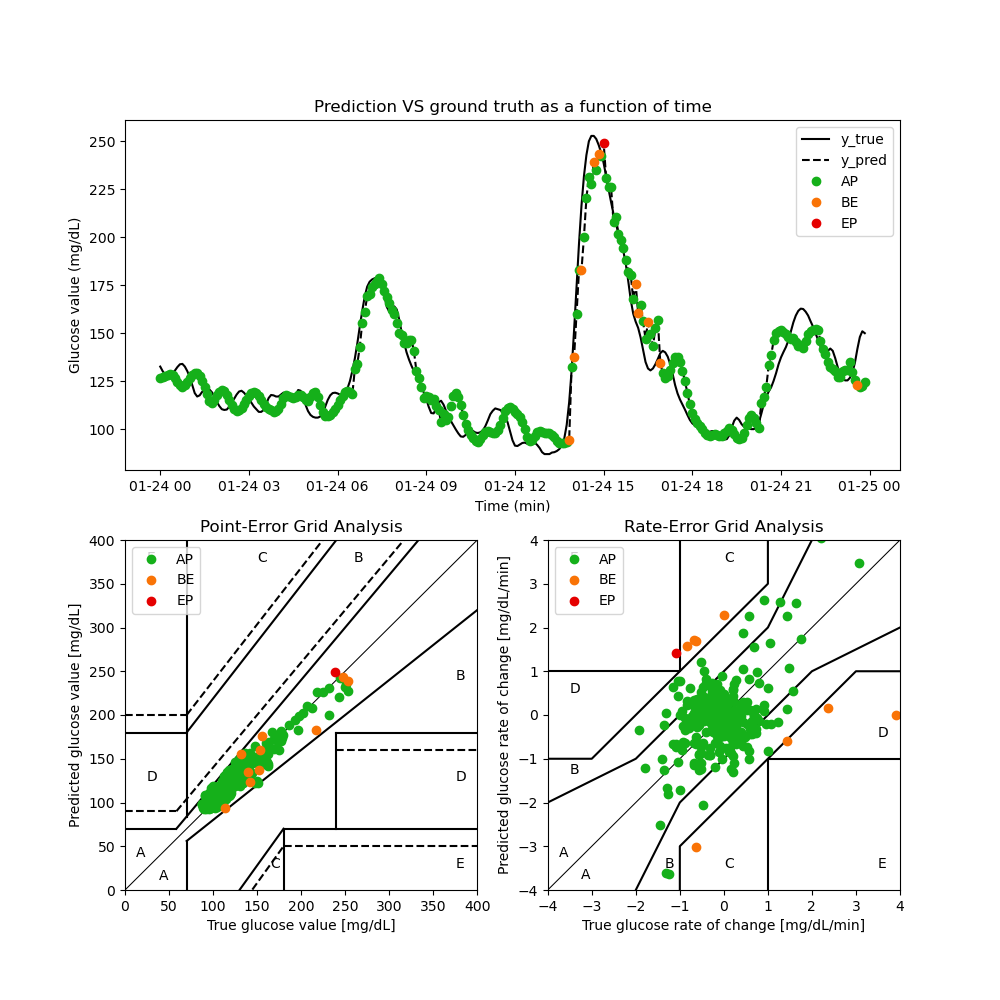 Prediction VS ground truth as a function of time
250
225
200
175
150
125
100
Glucose value (mg/dL)
y_true
y_pred
AP
BE
EP
01-24 00 01-24 03 01-24 06 01-24 09 01-24 12 01-24 15 01-24 18 01-24 21 01-25 00
Time (min)
Point-Error Grid Analysis
400
350
300
250
200
150
100
50
0
Predicted glucose value [mg/dL]
AP
BE
EP
C
B
B
D
D
A
A
C
E
0 50 100 150 200 250 300 350 400
True glucose value [mg/dL]
Rate-Error Grid Analysis
4
3
2
1
0
−1
−2
−3
−4
Predicted glucose rate of change [mg/dL/min]
AP
BE
EP
C
D
D
B
A
A
B
C
E
−4 −3 −2 −1 0 1 2 3 4
True glucose rate of change [mg/dL/min]